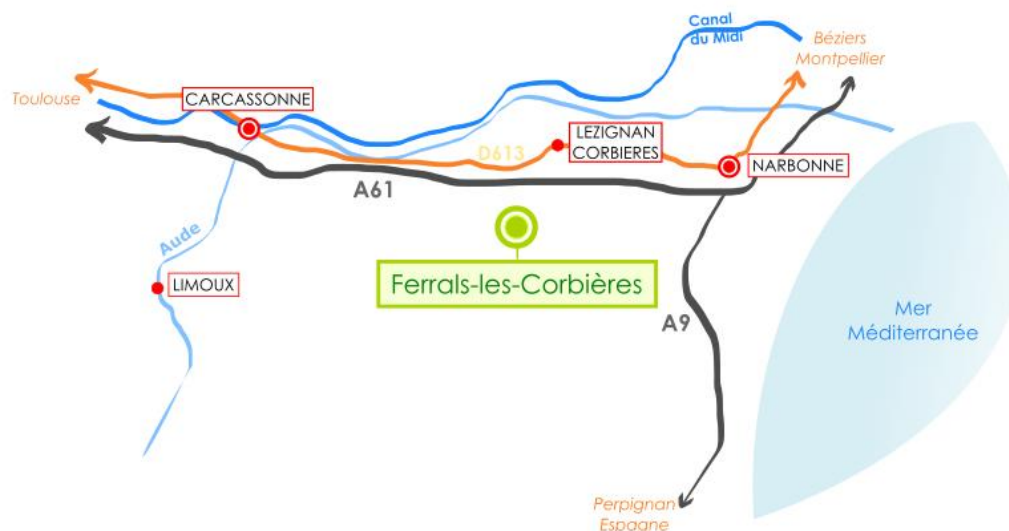 Canal
du Midi
Béziers
Montpellier
Toulouse
CARCASSONNE
LEZIGNAN
CORBIERES
D613
NARBONNE
A61
Aude
LIMOUX
Ferrals-les-Corbières
A9
Mer
Méditerranée
Perpignan
Espagne